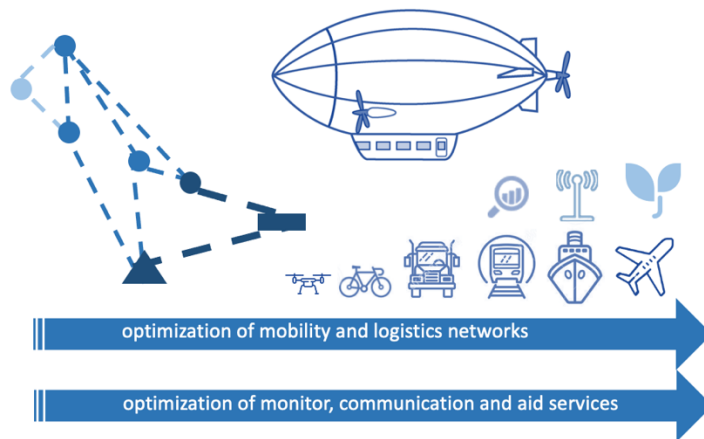 optimization of mobility and logistics networks
optimization of monitor, communication and aid services